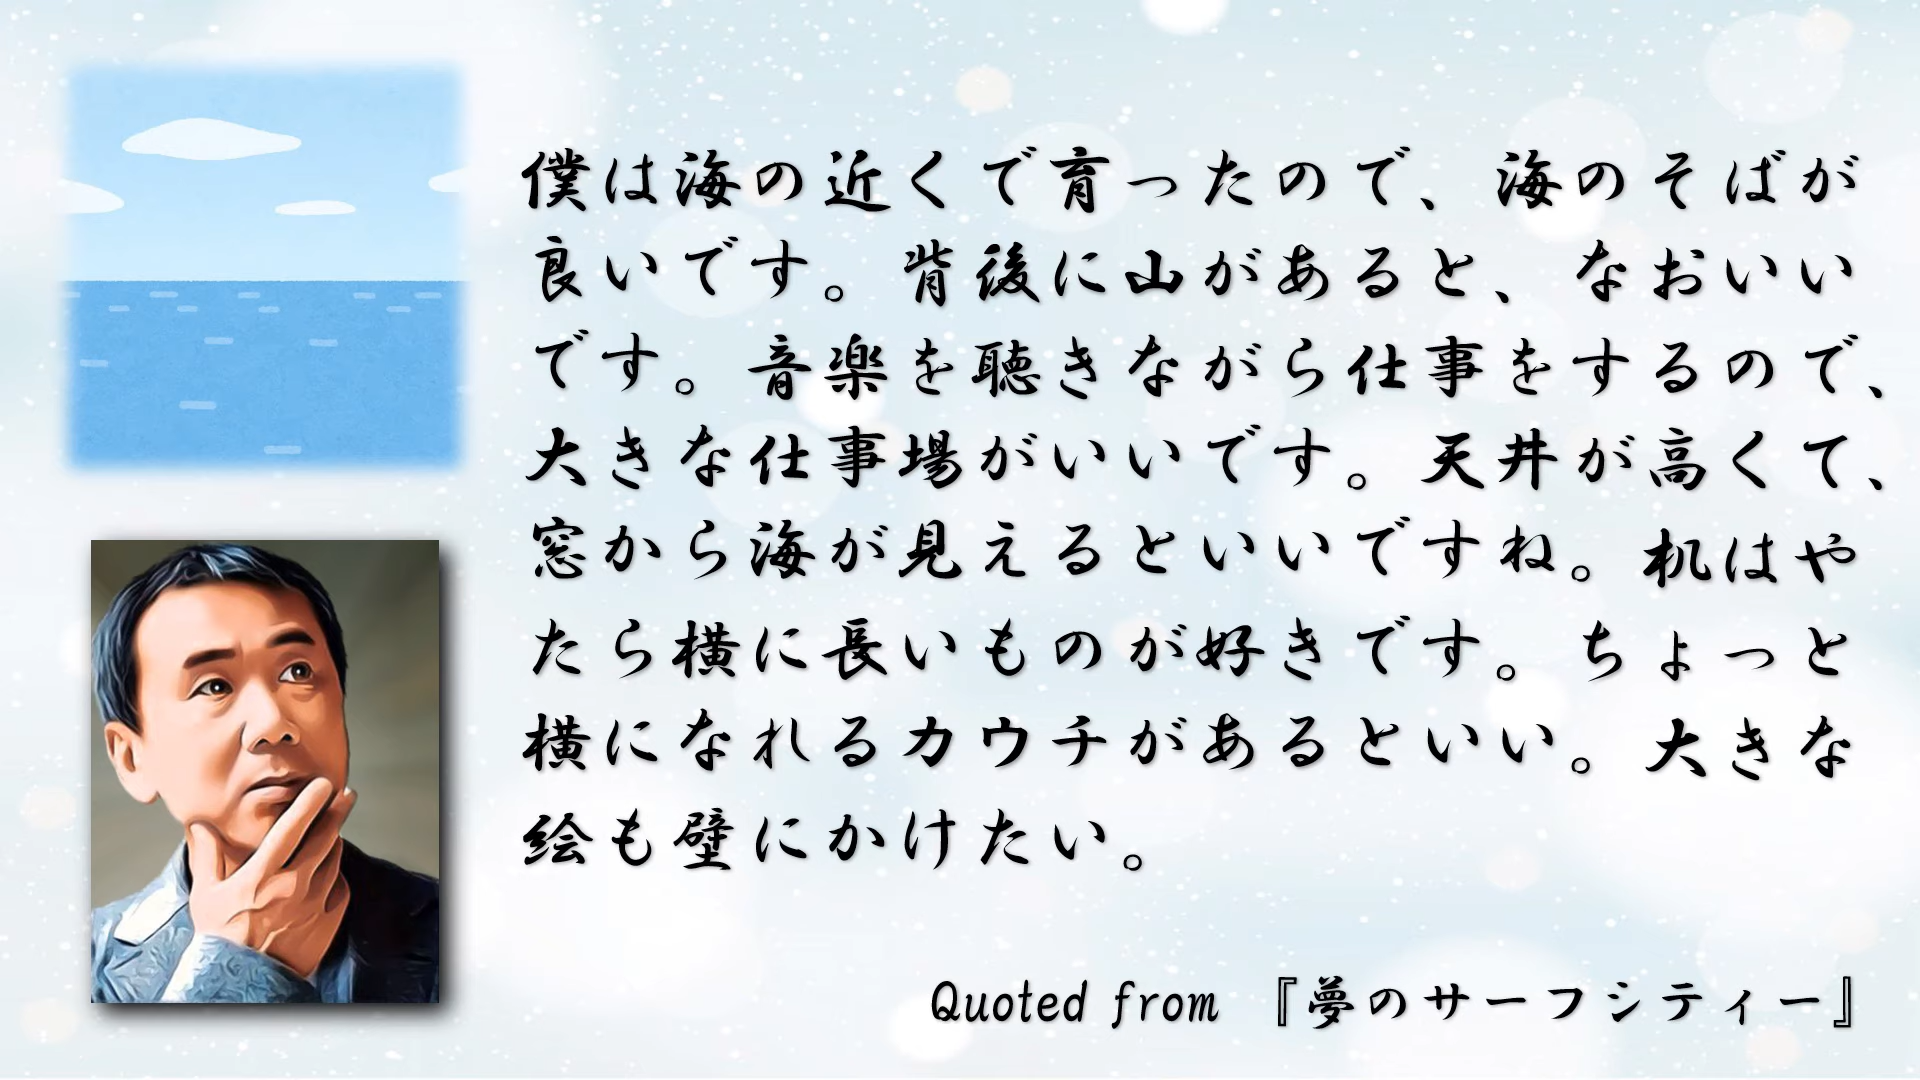 僕は海の近くで育ったので、海のそばが
良いです。背後に山があると、なおいい
です。音楽を聴きながら仕事をするので、
大きな仕事場がいいです。天井が高くて、
窓から海が見えるといいですね。机はや
たら横に長いものが好きです。ちょっと
横になれるカウチがあるといい。大きな
絵も壁にかけたい。
Quoted from 『夢のサーフシティー』